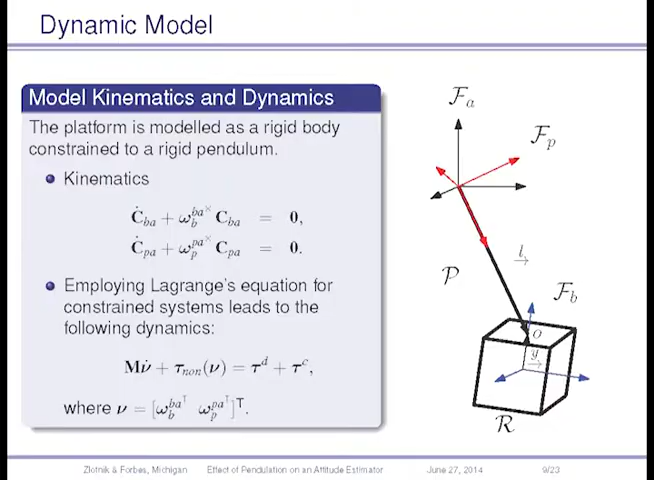 Dynamic Model
Model Kinematics and Dynamics
The platform is modelled as a rigid body
constrained to a rigid pendulum.
Kinematics
Ċ_ba + ω_b^{ba^×} C_ba = 0,
Ċ_pa + ω_p^{pa^×} C_pa = 0.
Employing Lagrange's equation for
constrained systems leads to the
following dynamics:
Mν̇ + τ_non(ν) = τ^d + τ^c,
where ν = [ω_b^{ba^T} ω_p^{pa^T}]^T.
F_a
F_p
l
P
F_b
o
y
R
Zlotnik & Forbes, Michigan
Effect of Pendulation on an Attitude Estimator
June 27, 2014
9/23